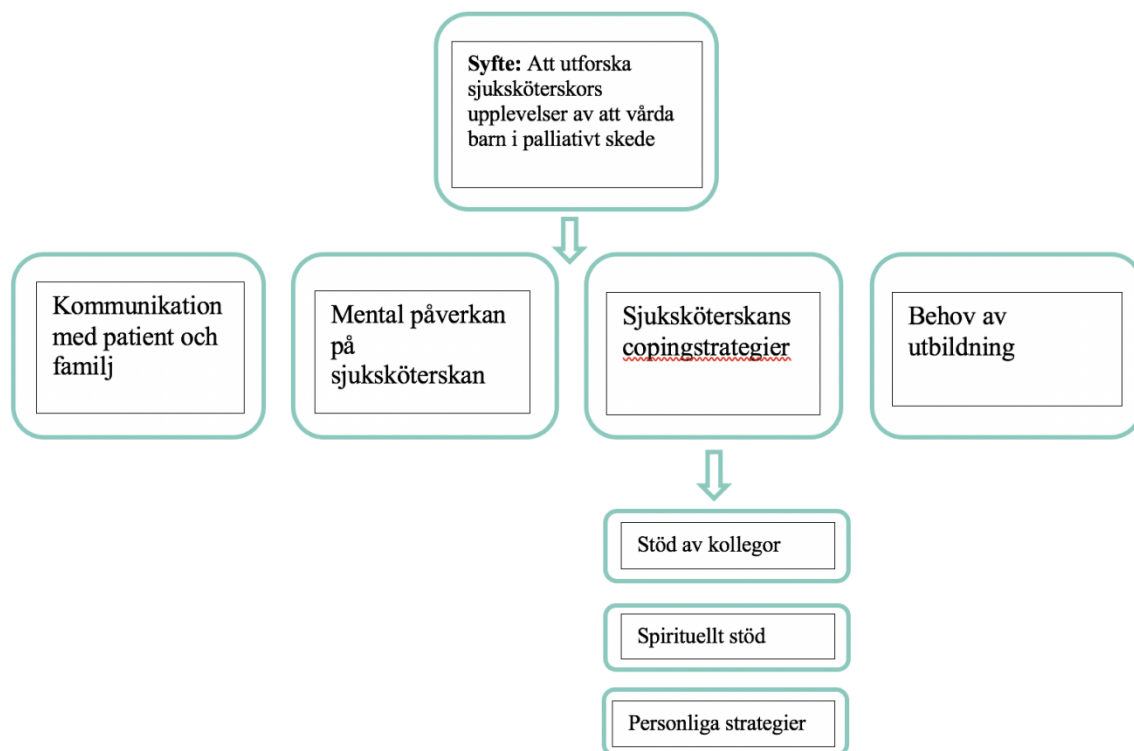 Syfte: Att utforska
sjuksköterskors
upplevelser av att vårda
barn i palliativt skede
Kommunikation
med patient och
familj
Mental påverkan
på
sjuksköterskan
Sjuksköterskans
copingstrategier
Behov av
utbildning
Stöd av kollegor
Spirituellt stöd
Personliga strategier